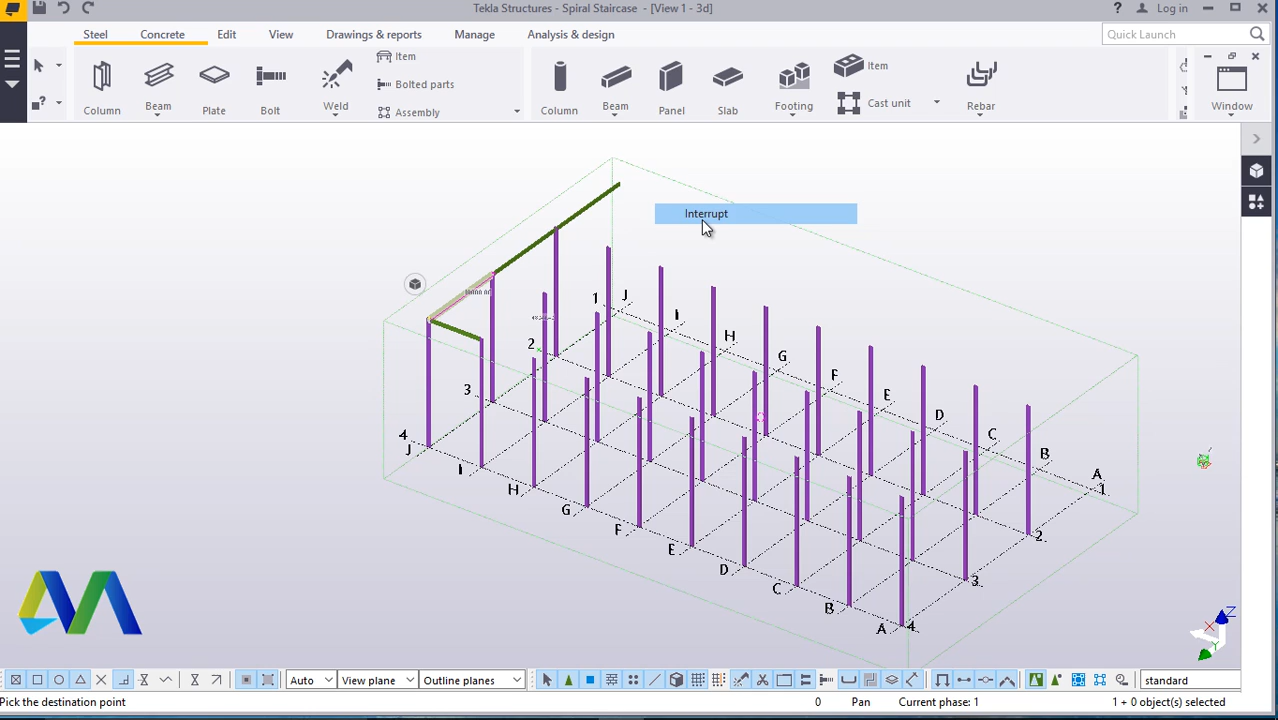 Tekla Structures - Spiral Staircase - [View 1 - 3d]
Log in
Steel Concrete Edit View Drawings & reports Manage Analysis & design
Quick Launch
Item
Bolted parts
Assembly
Column Beam Plate Bolt Weld
Column Beam Panel Slab Footing
Item
Cast unit
Rebar
Window
Interrupt
1 J
I
2 H
G
3 F
E
4 D
J C
I B
H A
G 1
F 2
E
D 3
C
B
A 4
Z
X
Y
Auto View plane Outline planes standard
Pick the destination point 0 Pan Current phase: 1 1 + 0 object(s) selected